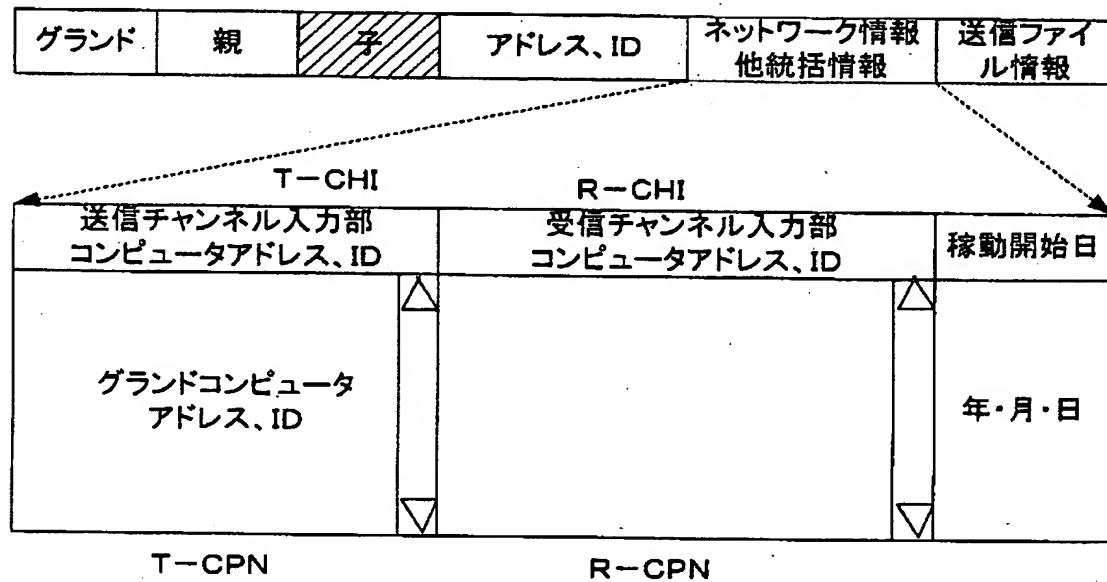 グランド
親
子
アドレス、ID
ネットワーク情報
他統括情報
送信ファイ
ル情報
T－CHI
R－CHI
送信チャンネル入力部
コンピュータアドレス、ID
受信チャンネル入力部
コンピュータアドレス、ID
稼動開始日
グランドコンピュータ
アドレス、ID
年・月・日
T－CPN
R－CPN